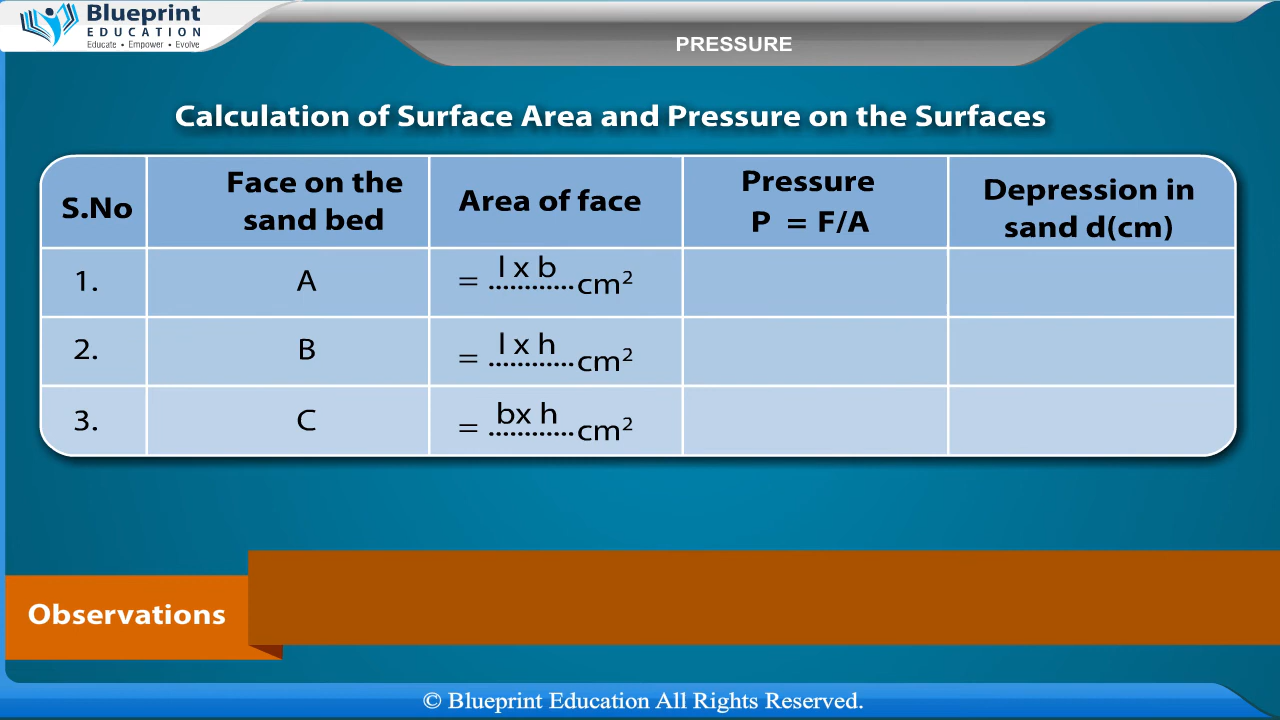 Blueprint
EDUCATION
Educate • Empower • Evolve
PRESSURE
Calculation of Surface Area and Pressure on the Surfaces
S.No
Face on the
sand bed
Area of face
Pressure
P = F/A
Depression in
sand d(cm)
1.
A
= l x b ............cm²
2.
B
= l x h ............cm²
3.
C
= bx h ............cm²
Observations
© Blueprint Education All Rights Reserved.